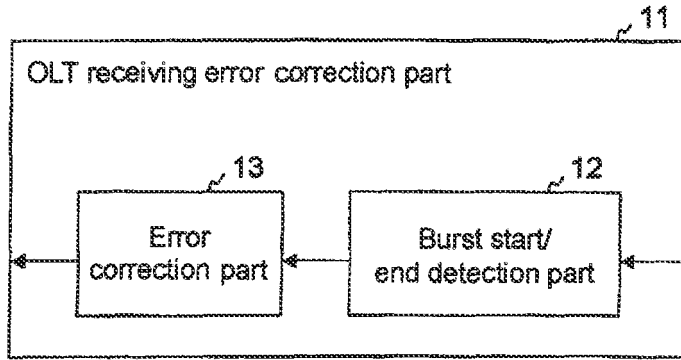 11
OLT receiving error correction part
13
12
Error
correction part
Burst start/
end detection part